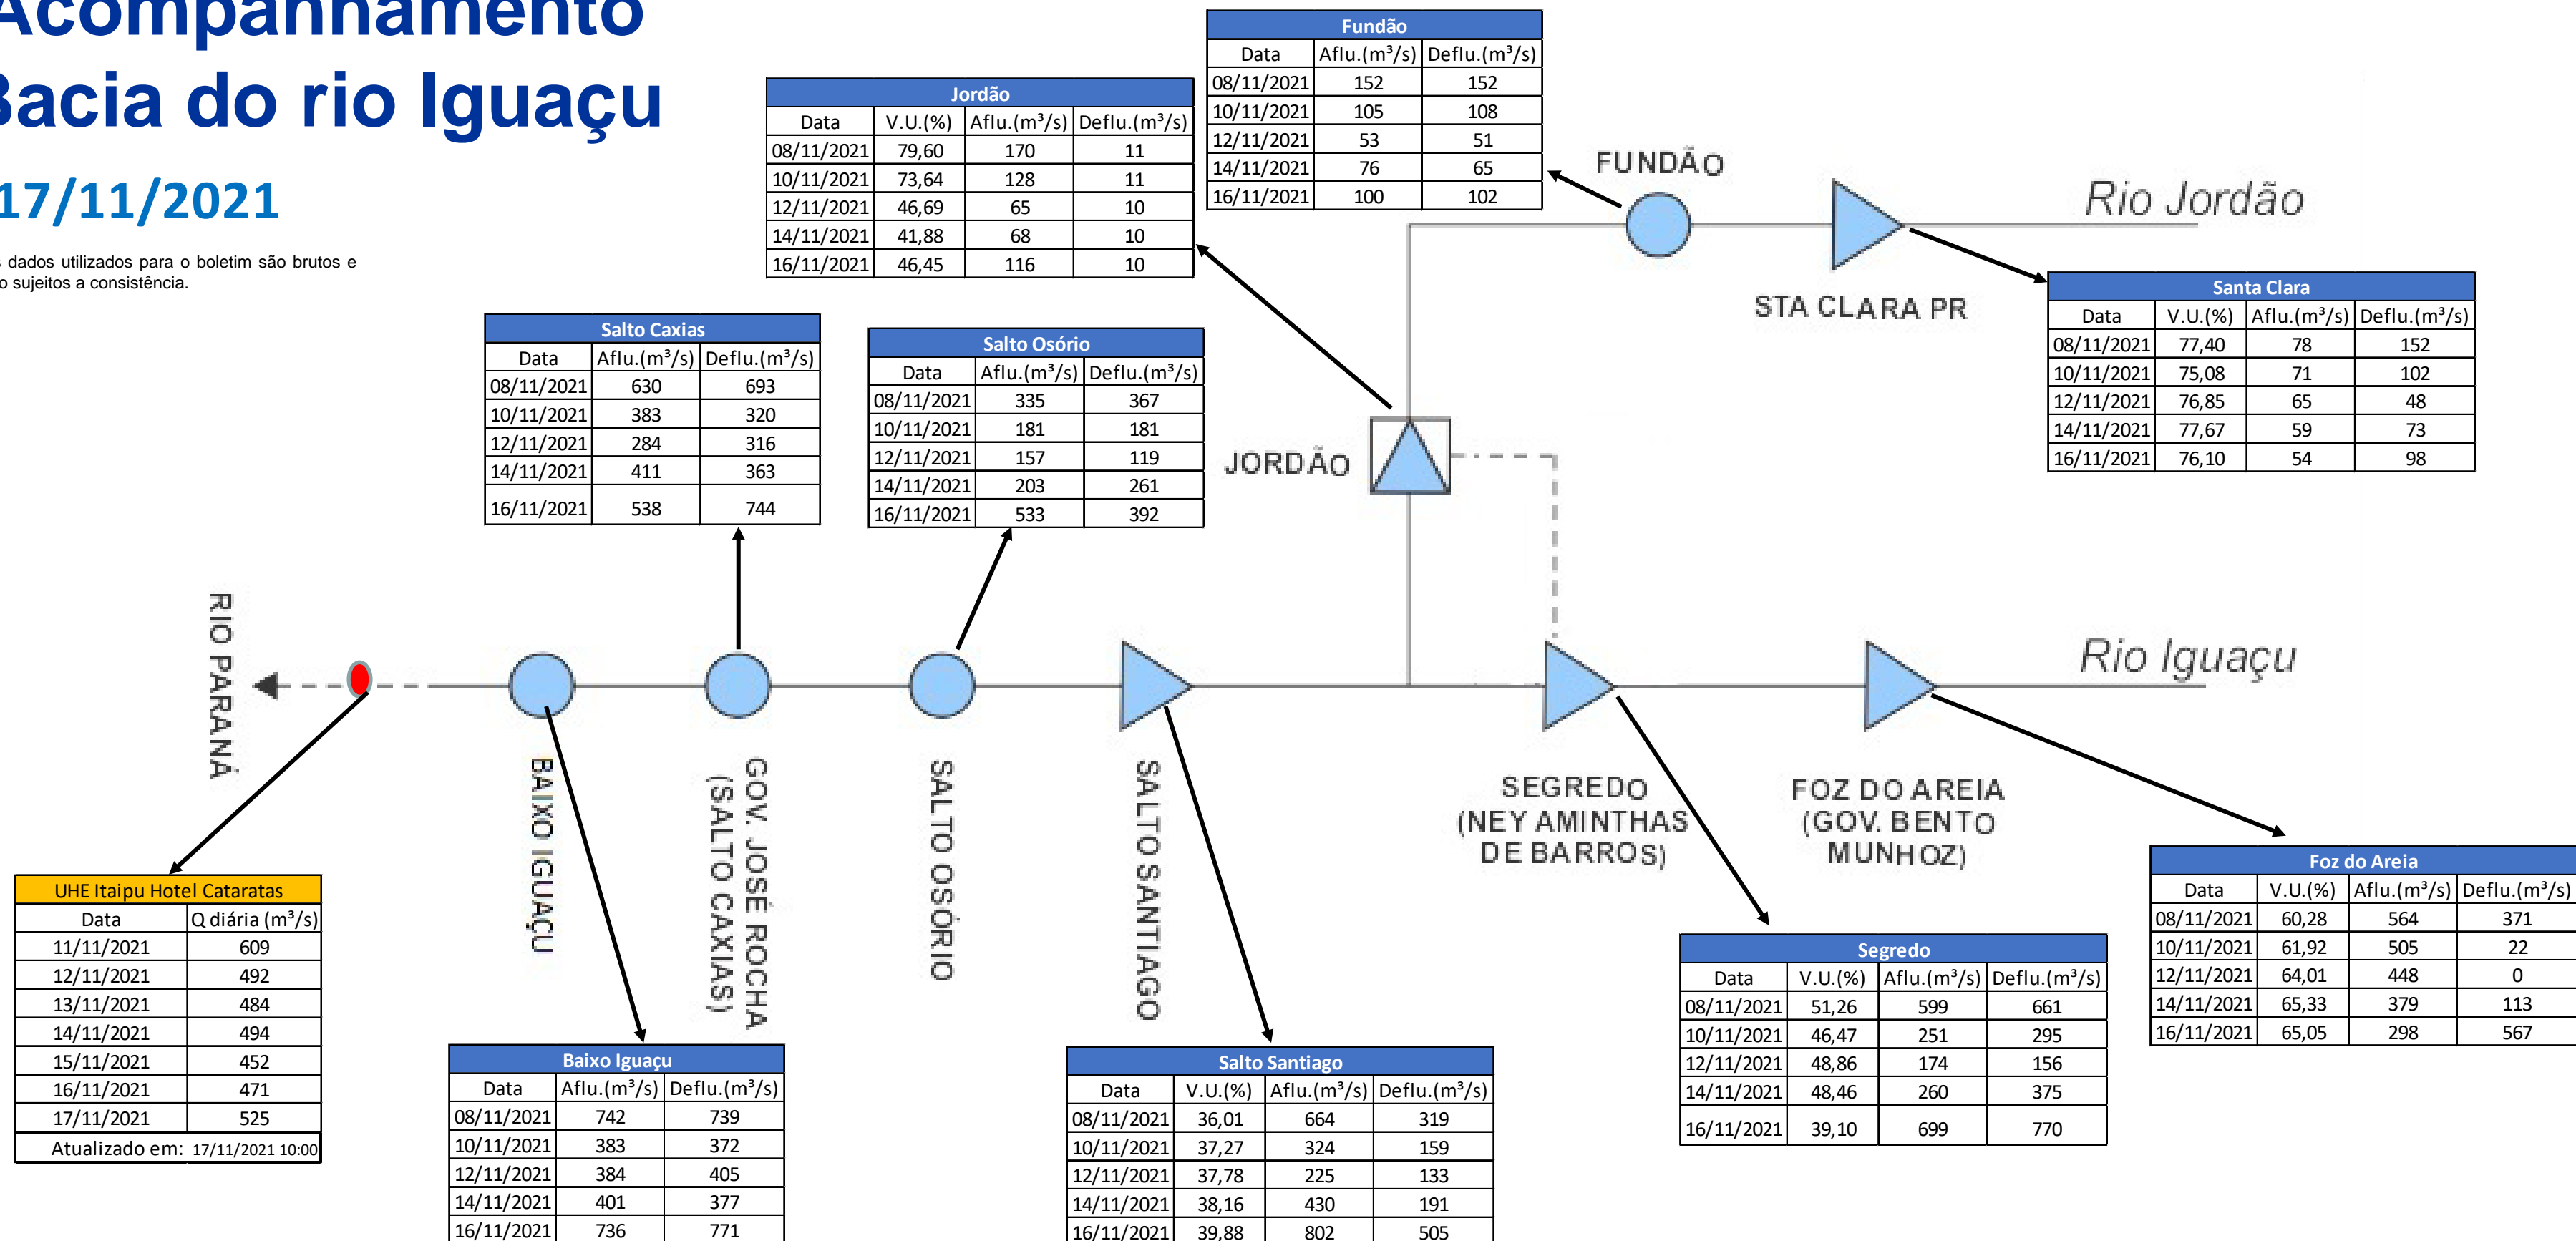 Acompanhamento
Bacia do rio Iguaçu
17/11/2021
s dados utilizados para o boletim são brutos e
o sujeitos a consistência.
Fundão
Data Aflu.(m³/s) Deflu.(m³/s)
08/11/2021 152 152
10/11/2021 105 108
12/11/2021 53 51
14/11/2021 76 65
16/11/2021 100 102
Jordão
Data V.U.(%) Aflu.(m³/s) Deflu.(m³/s)
08/11/2021 79,60 170 11
10/11/2021 73,64 128 11
12/11/2021 46,69 65 10
14/11/2021 41,88 68 10
16/11/2021 46,45 116 10
FUNDÃO
Rio Jordão
STA CLARA PR
Santa Clara
Data V.U.(%) Aflu.(m³/s) Deflu.(m³/s)
08/11/2021 77,40 78 152
10/11/2021 75,08 71 102
12/11/2021 76,85 65 48
14/11/2021 77,67 59 73
16/11/2021 76,10 54 98
Salto Caxias
Data Aflu.(m³/s) Deflu.(m³/s)
08/11/2021 630 693
10/11/2021 383 320
12/11/2021 284 316
14/11/2021 411 363
16/11/2021 538 744
Salto Osório
Data Aflu.(m³/s) Deflu.(m³/s)
08/11/2021 335 367
10/11/2021 181 181
12/11/2021 157 119
14/11/2021 203 261
16/11/2021 533 392
JORDÃO
RIO PARANÁ
Rio Iguaçu
BAIXO IGUAÇU
GOV. JOSÉ ROCHA
(SALTO CAXIAS)
SALTO OSÓRIO
SALTO SANTIAGO
SEGREDO
(NEY AMINTHAS
DE BARROS)
FOZ DO AREIA
(GOV. BENTO
MUNHOZ)
UHE Itaipu Hotel Cataratas
Data Q diária (m³/s)
11/11/2021 609
12/11/2021 492
13/11/2021 484
14/11/2021 494
15/11/2021 452
16/11/2021 471
17/11/2021 525
Atualizado em: 17/11/2021 10:00
Baixo Iguaçu
Data Aflu.(m³/s) Deflu.(m³/s)
08/11/2021 742 739
10/11/2021 383 372
12/11/2021 384 405
14/11/2021 401 377
16/11/2021 736 771
Salto Santiago
Data V.U.(%) Aflu.(m³/s) Deflu.(m³/s)
08/11/2021 36,01 664 319
10/11/2021 37,27 324 159
12/11/2021 37,78 225 133
14/11/2021 38,16 430 191
16/11/2021 39,88 802 505
Segredo
Data V.U.(%) Aflu.(m³/s) Deflu.(m³/s)
08/11/2021 51,26 599 661
10/11/2021 46,47 251 295
12/11/2021 48,86 174 156
14/11/2021 48,46 260 375
16/11/2021 39,10 699 770
Foz do Areia
Data V.U.(%) Aflu.(m³/s) Deflu.(m³/s)
08/11/2021 60,28 564 371
10/11/2021 61,92 505 22
12/11/2021 64,01 448 0
14/11/2021 65,33 379 113
16/11/2021 65,05 298 567